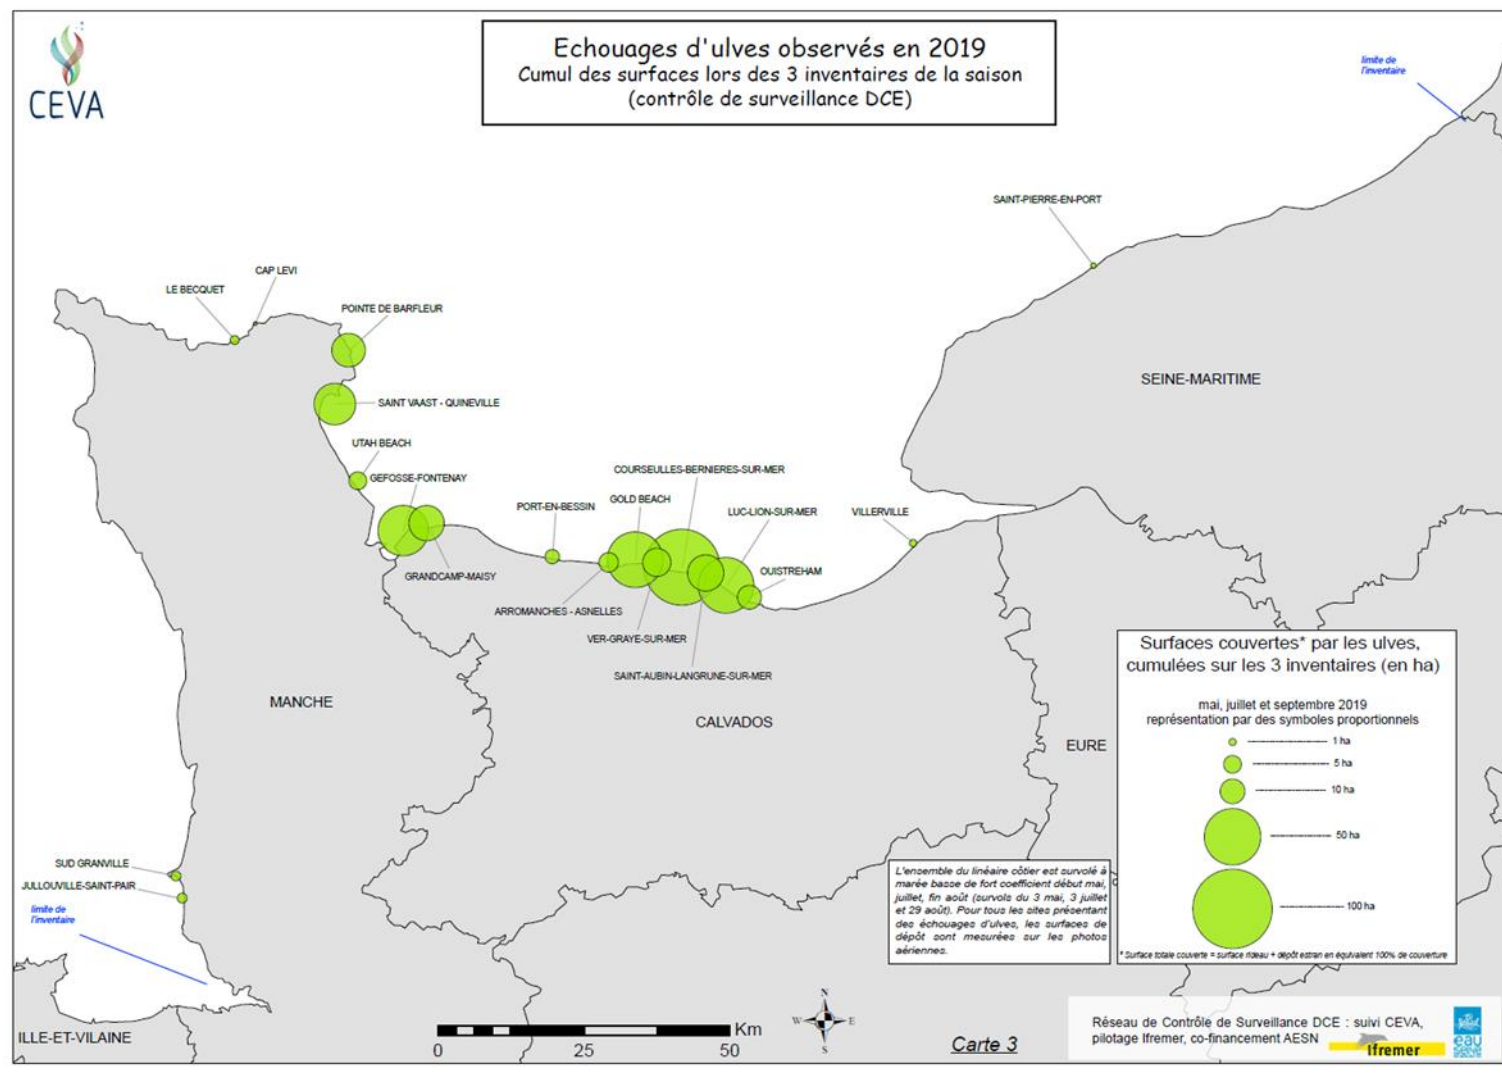 CEVA
Echouages d'ulves observés en 2019
Cumul des surfaces lors des 3 inventaires de la saison
(contrôle de surveillance DCE)
limite de
l'inventaire
SAINT-PIERRE-EN-PORT
CAP LEVI
LE BECQUET
POINTE DE BARFLEUR
SEINE-MARITIME
SAINT VAAST - QUINEVILLE
UTAH BEACH
GEFOSSE-FONTENAY
COURSEULLES-BERNIERES-SUR-MER
GOLD BEACH
PORT-EN-BESSIN
LUC-LION-SUR-MER
VILLERVILLE
GRANDCAMP-MAISY
OUISTREHAM
ARROMANCHES - ASNELLES
VER-GRAYE-SUR-MER
SAINT-AUBIN-LANGRUNE-SUR-MER
MANCHE
CALVADOS
EURE
Surfaces couvertes* par les ulves,
cumulées sur les 3 inventaires (en ha)
mai, juillet et septembre 2019
représentation par des symboles proportionnels
1 ha
5 ha
10 ha
50 ha
100 ha
* Surface totale couverte = surface rideau + dépôt estran en équivalent 100% de couverture
SUD GRANVILLE
JULLOUVILLE-SAINT-PAIR
limite de
l'inventaire
L'ensemble du linéaire côtier est survolé à
marée basse de fort coefficient début mai,
juillet, fin août (survols du 3 mai, 3 juillet
et 29 août). Pour tous les sites présentant
des échouages d'ulves, les surfaces de
dépôt sont mesurées sur les photos
aériennes.
ILLE-ET-VILAINE
N
W E
S
Km
0 25 50
Carte 3
Réseau de Contrôle de Surveillance DCE : suivi CEVA,
pilotage Ifremer, co-financement AESN
Ifremer
eau